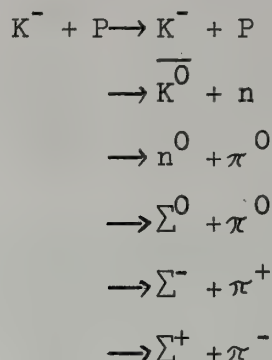 K⁻ + P → K⁻ + P
→ K̅⁰ + n
→ n⁰ + π⁰
→ Σ⁰ + π⁰
→ Σ⁻ + π⁺
→ Σ⁺ + π⁻